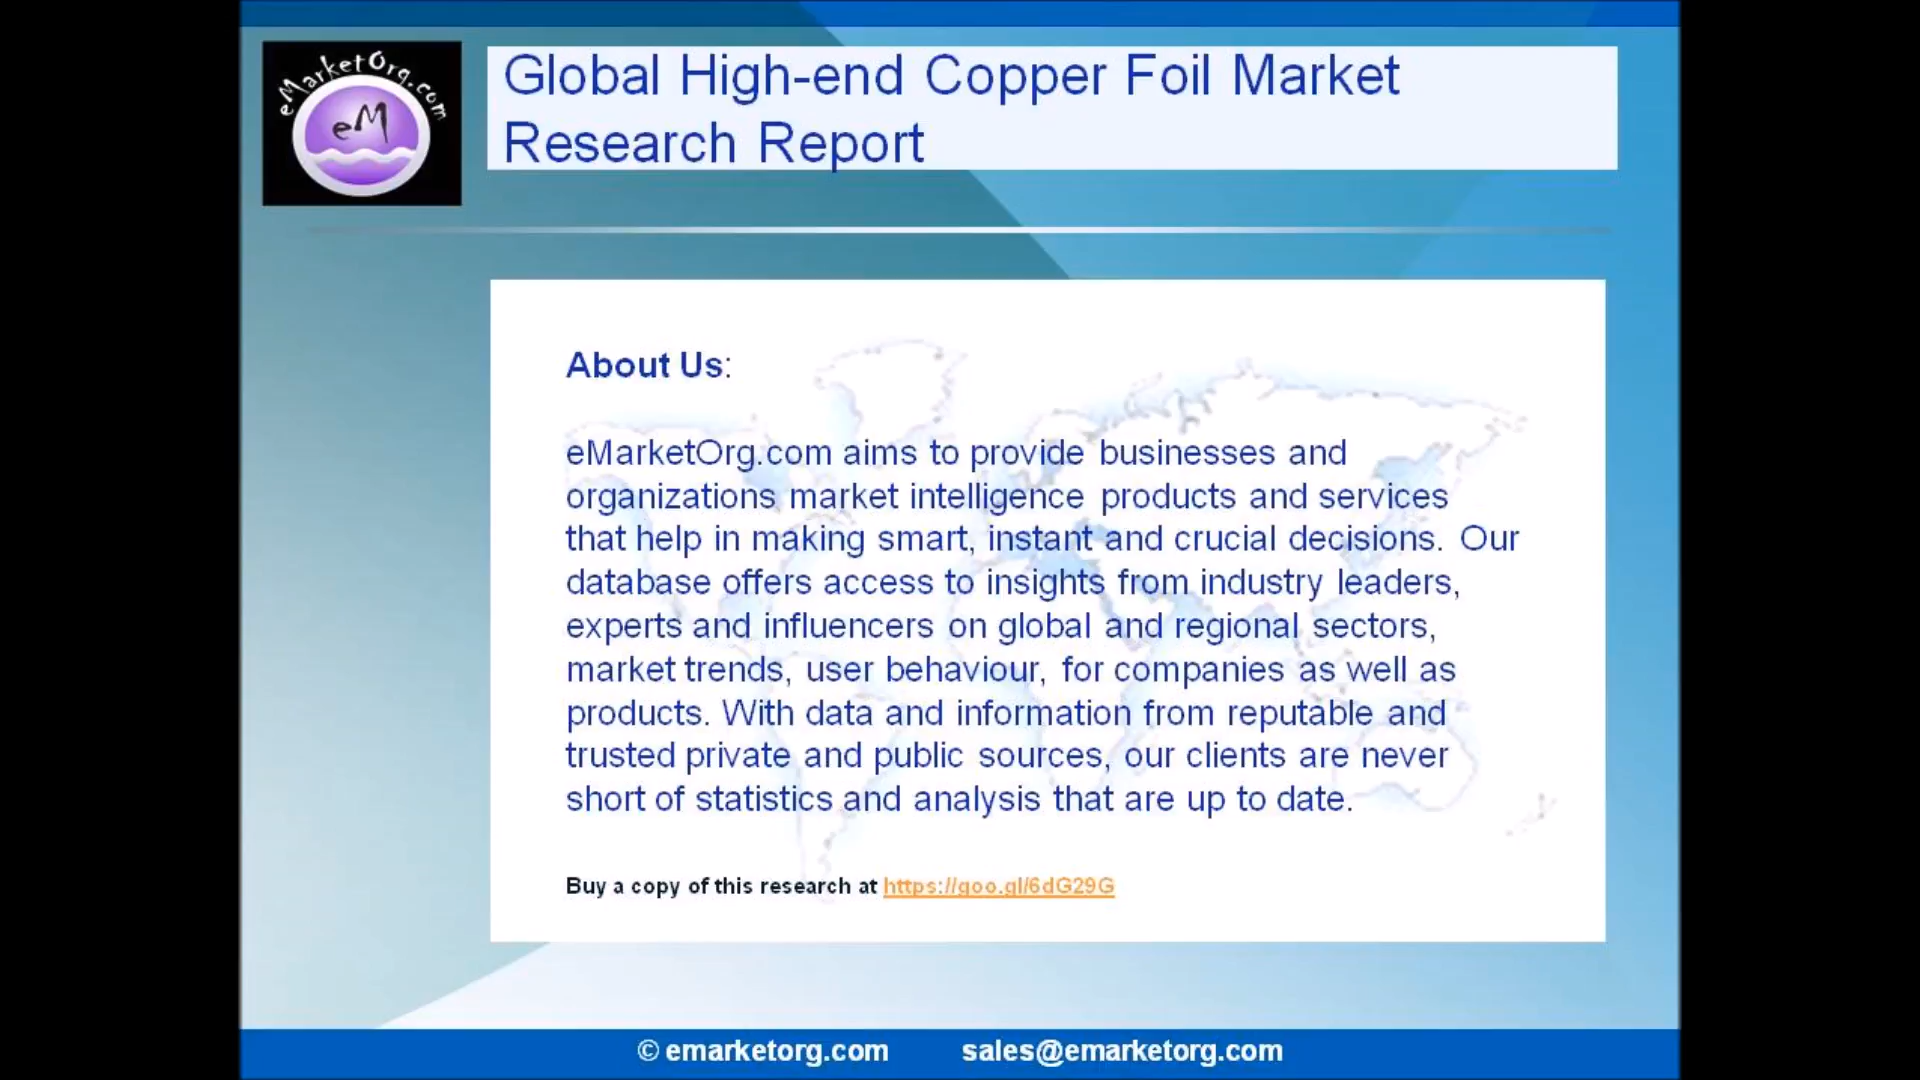 eMarketOrg.com
eM
Global High-end Copper Foil Market
Research Report
About Us:
eMarketOrg.com aims to provide businesses and
organizations market intelligence products and services
that help in making smart, instant and crucial decisions. Our
database offers access to insights from industry leaders,
experts and influencers on global and regional sectors,
market trends, user behaviour, for companies as well as
products. With data and information from reputable and
trusted private and public sources, our clients are never
short of statistics and analysis that are up to date.
Buy a copy of this research at https://goo.gl/6dG29G
© emarketorg.com sales@emarketorg.com